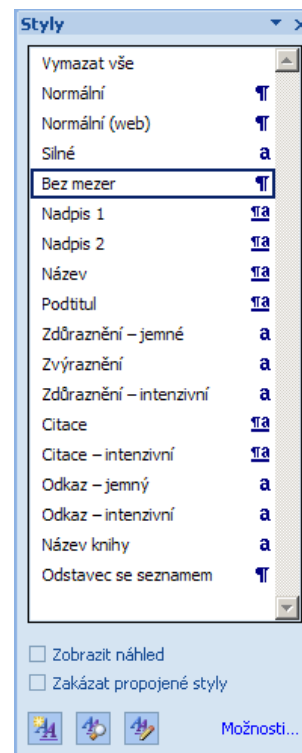 Styly
Vymazat vše
Normální ¶
Normální (web) ¶
Silné a
Bez mezer ¶
Nadpis 1 ¶a
Nadpis 2 ¶a
Název ¶a
Podtitul ¶a
Zdůraznění – jemné a
Zvýraznění a
Zdůraznění – intenzivní a
Citace ¶a
Citace – intenzivní ¶a
Odkaz – jemný a
Odkaz – intenzivní a
Název knihy a
Odstavec se seznamem ¶
Zobrazit náhled
Zakázat propojené styly
Možnosti...